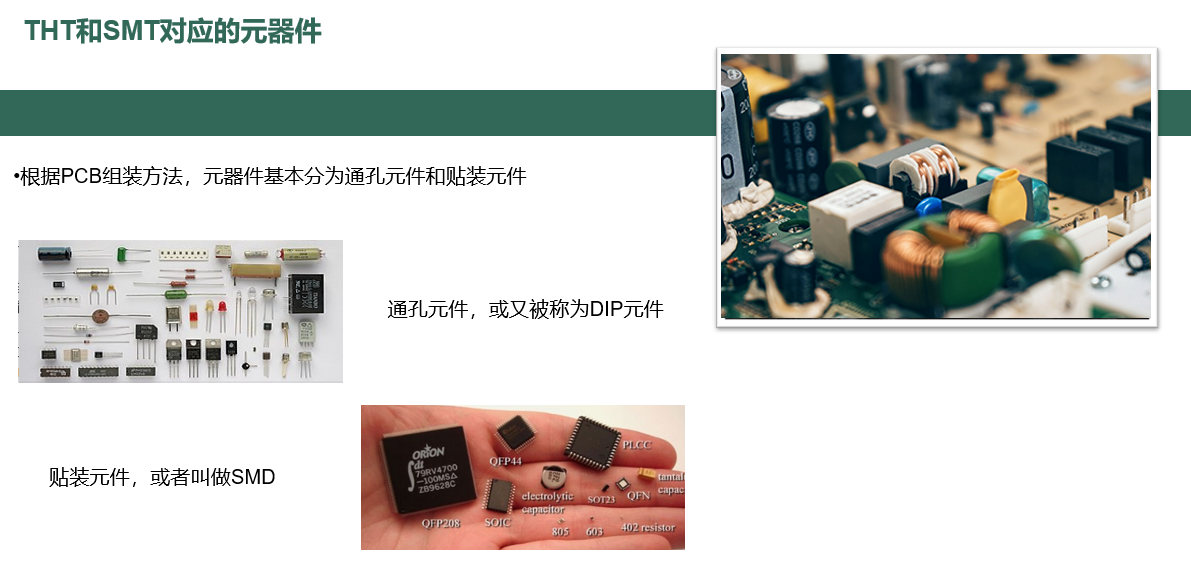 THT和SMT对应的元器件
•根据PCB组装方法，元器件基本分为通孔元件和贴装元件
通孔元件，或又被称为DIP元件
贴装元件，或者叫做SMD
ORION
79RV4700
-100MSΔ
ZB9628C
QFP208
QFP44
PLCC
SOIC
electrolytic
capacitor
SOT23
QFN
tantal
capac
805
603
402 resistor